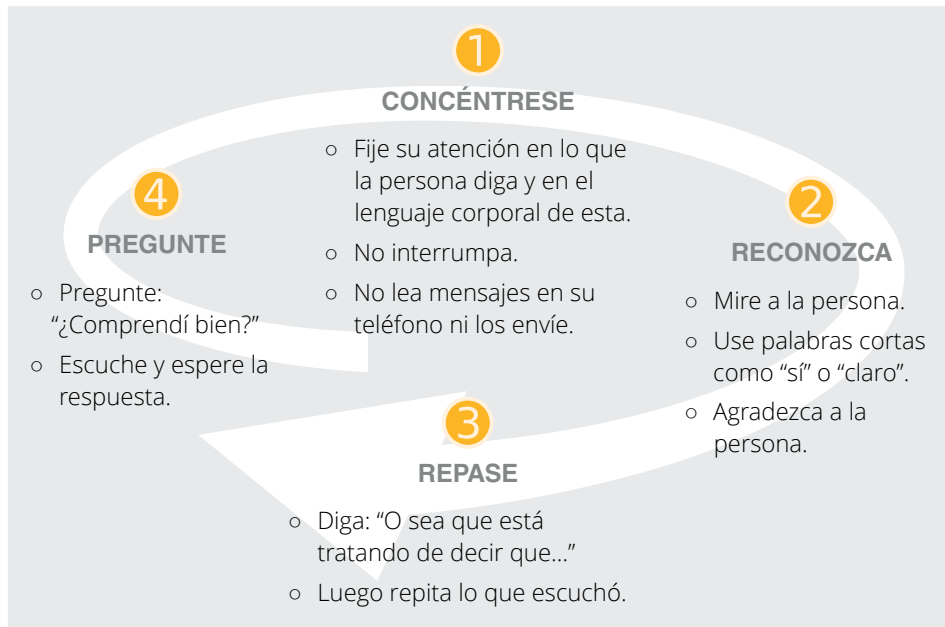 1
CONCÉNTRESE
○ Fije su atención en lo que
la persona diga y en el
lenguaje corporal de esta.
○ No interrumpa.
○ No lea mensajes en su
teléfono ni los envíe.
2
RECONOZCA
○ Mire a la persona.
○ Use palabras cortas
como “sí” o “claro”.
○ Agradezca a la
persona.
3
REPASE
○ Diga: “O sea que está
tratando de decir que...”
○ Luego repita lo que escuchó.
4
PREGUNTE
○ Pregunte:
“¿Comprendí bien?”
○ Escuche y espere la
respuesta.